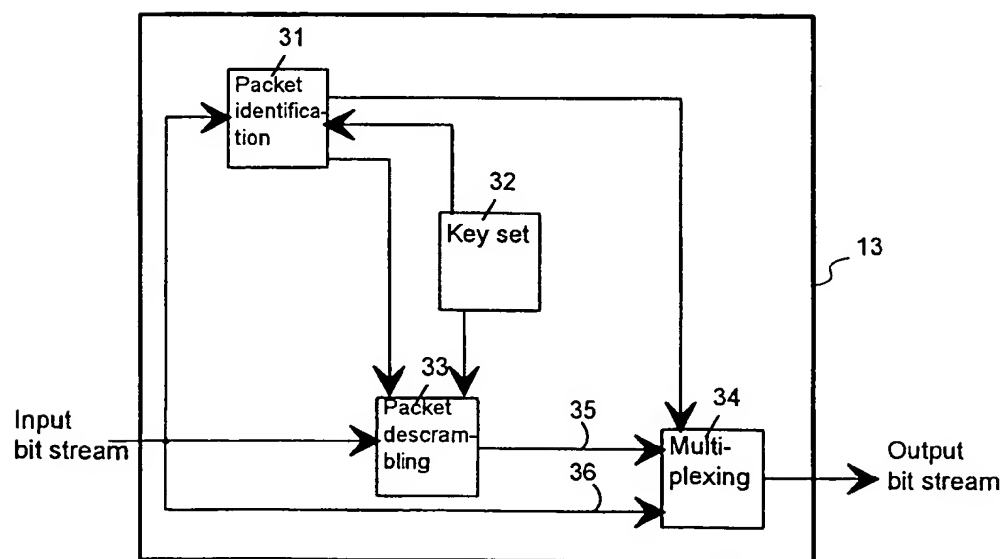 31
Packet
identifica-
tion
32
Key set
13
33
Packet
descram-
bling
Input
bit stream
35
36
34
Multi-
plexing
Output
bit stream